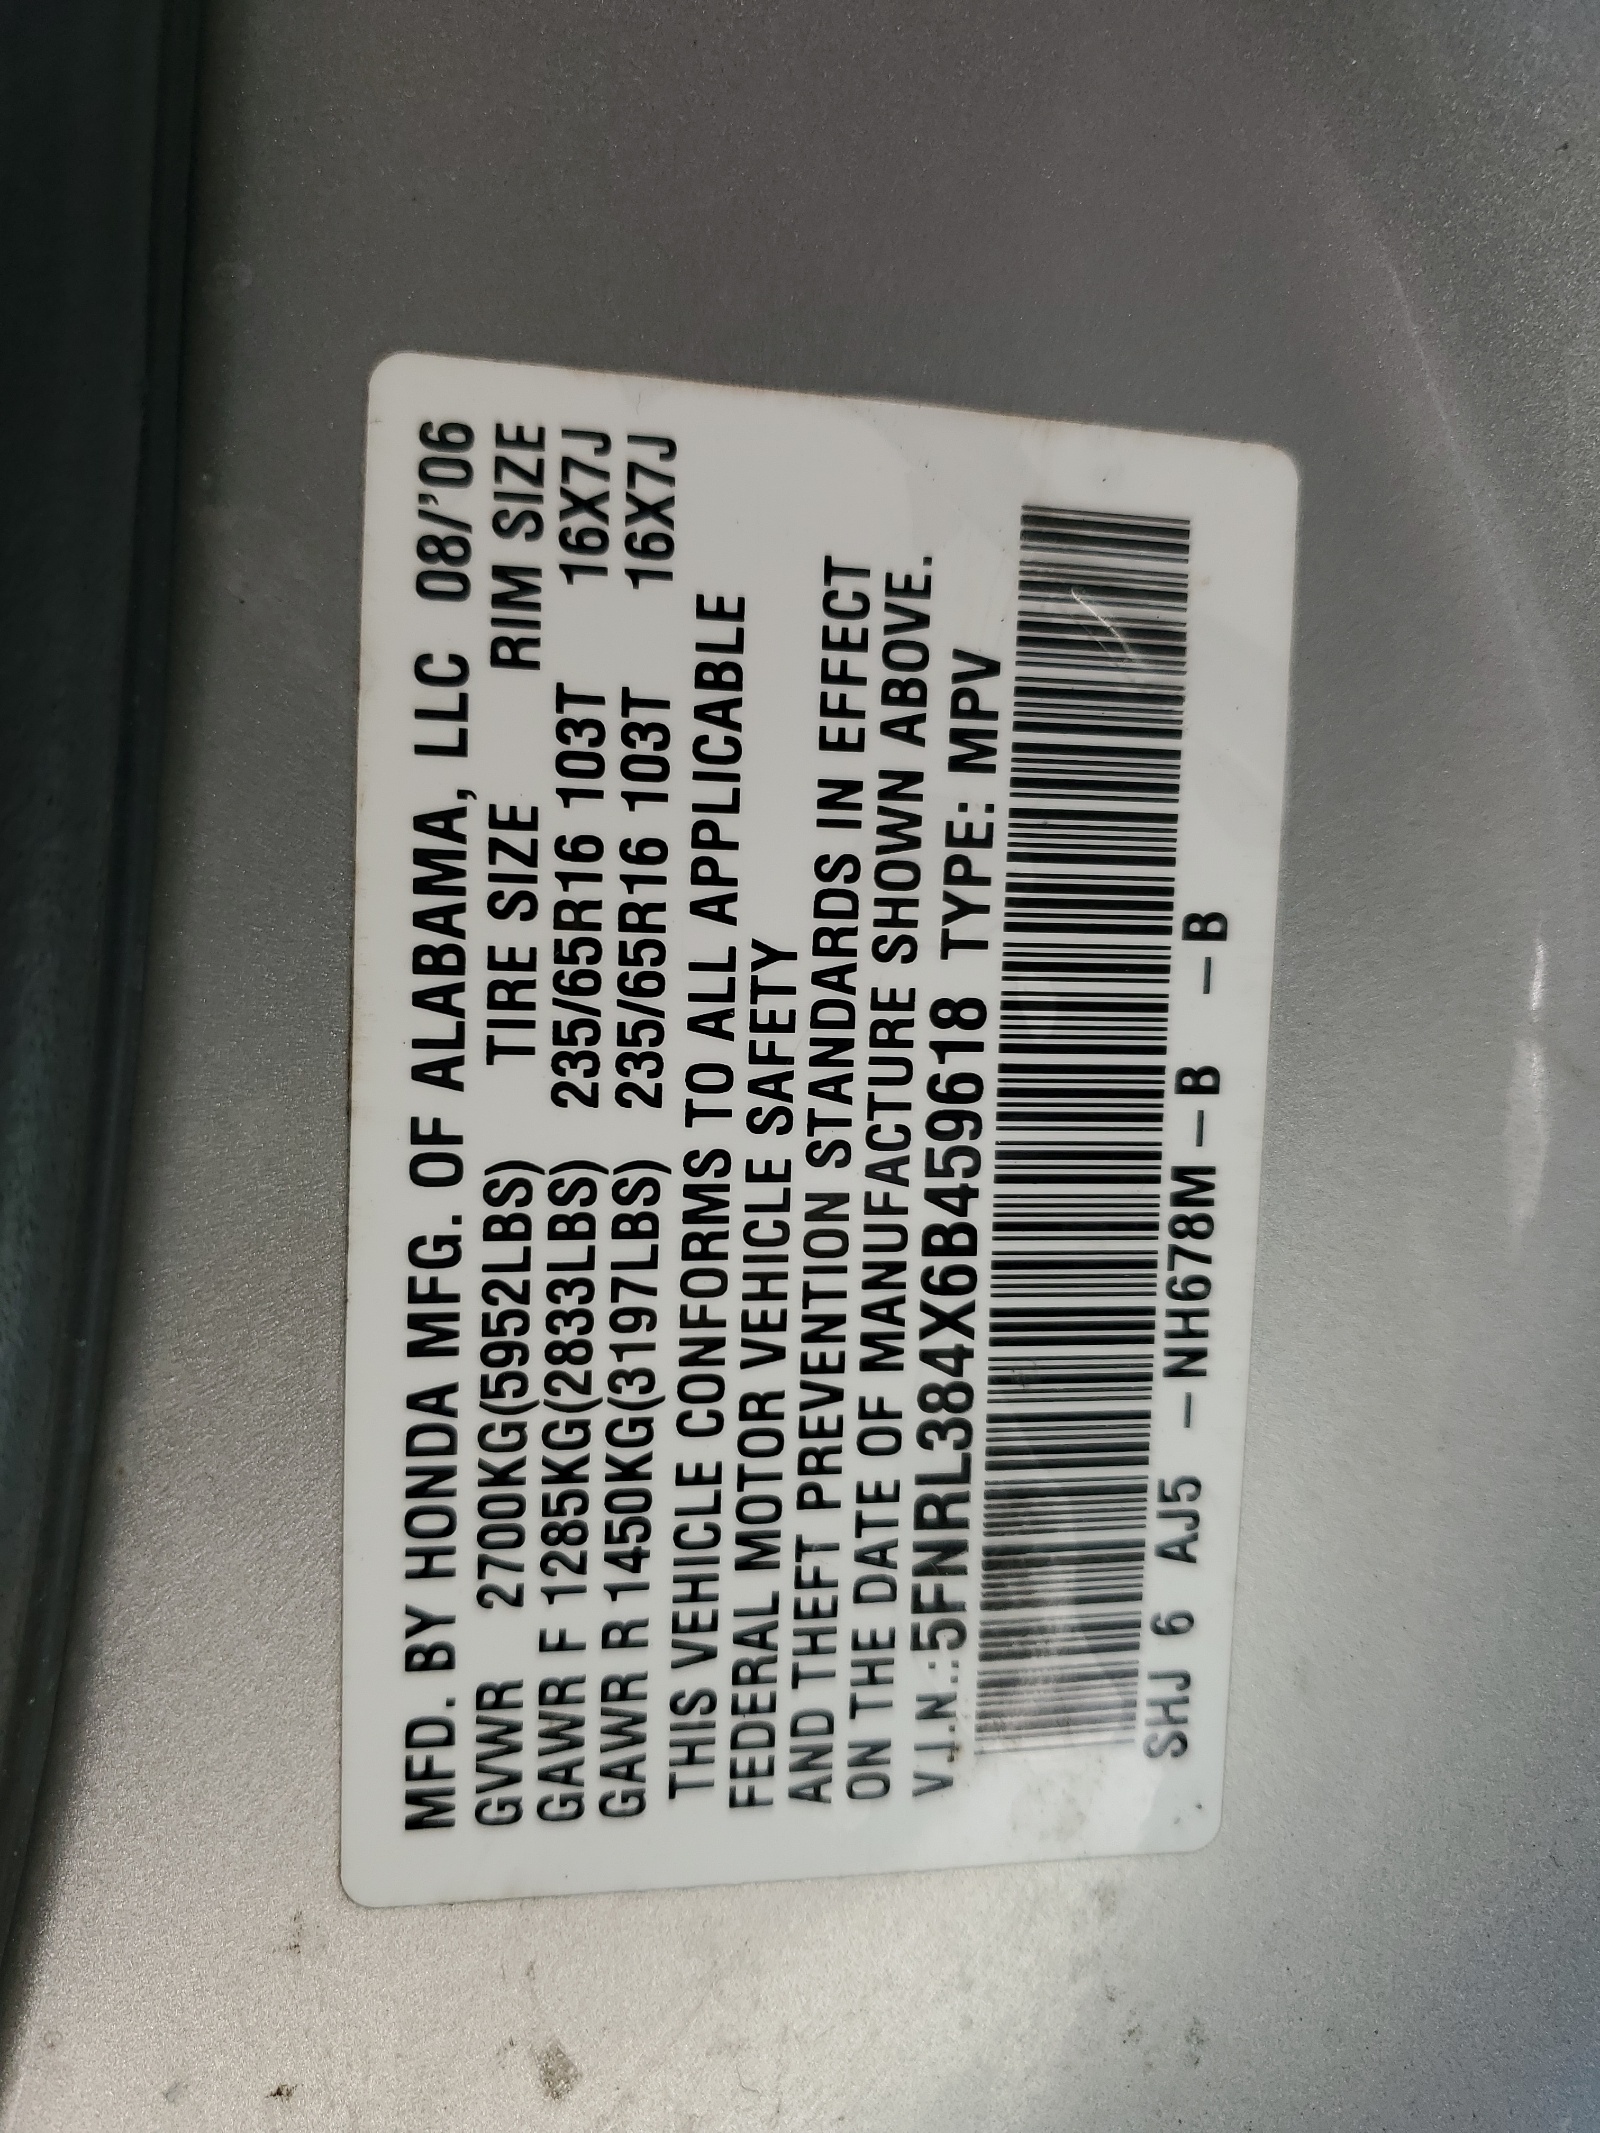 MFD. BY HONDA MFG. OF ALABAMA, LLC 08/'06
GVWR 2700KG(5952LBS) TIRE SIZE RIM SIZE
GAWR F 1285KG(2833LBS) 235/65R16 103T 16X7J
GAWR R 1450KG(3197LBS) 235/65R16 103T 16X7J
THIS VEHICLE CONFORMS TO ALL APPLICABLE
FEDERAL MOTOR VEHICLE SAFETY
AND THEFT PREVENTION STANDARDS IN EFFECT
ON THE DATE OF MANUFACTURE SHOWN ABOVE.
V.I.N.:5FNRL384X6B459618 TYPE: MPV
SHJ 6 AJ5 –NH678M–B –B